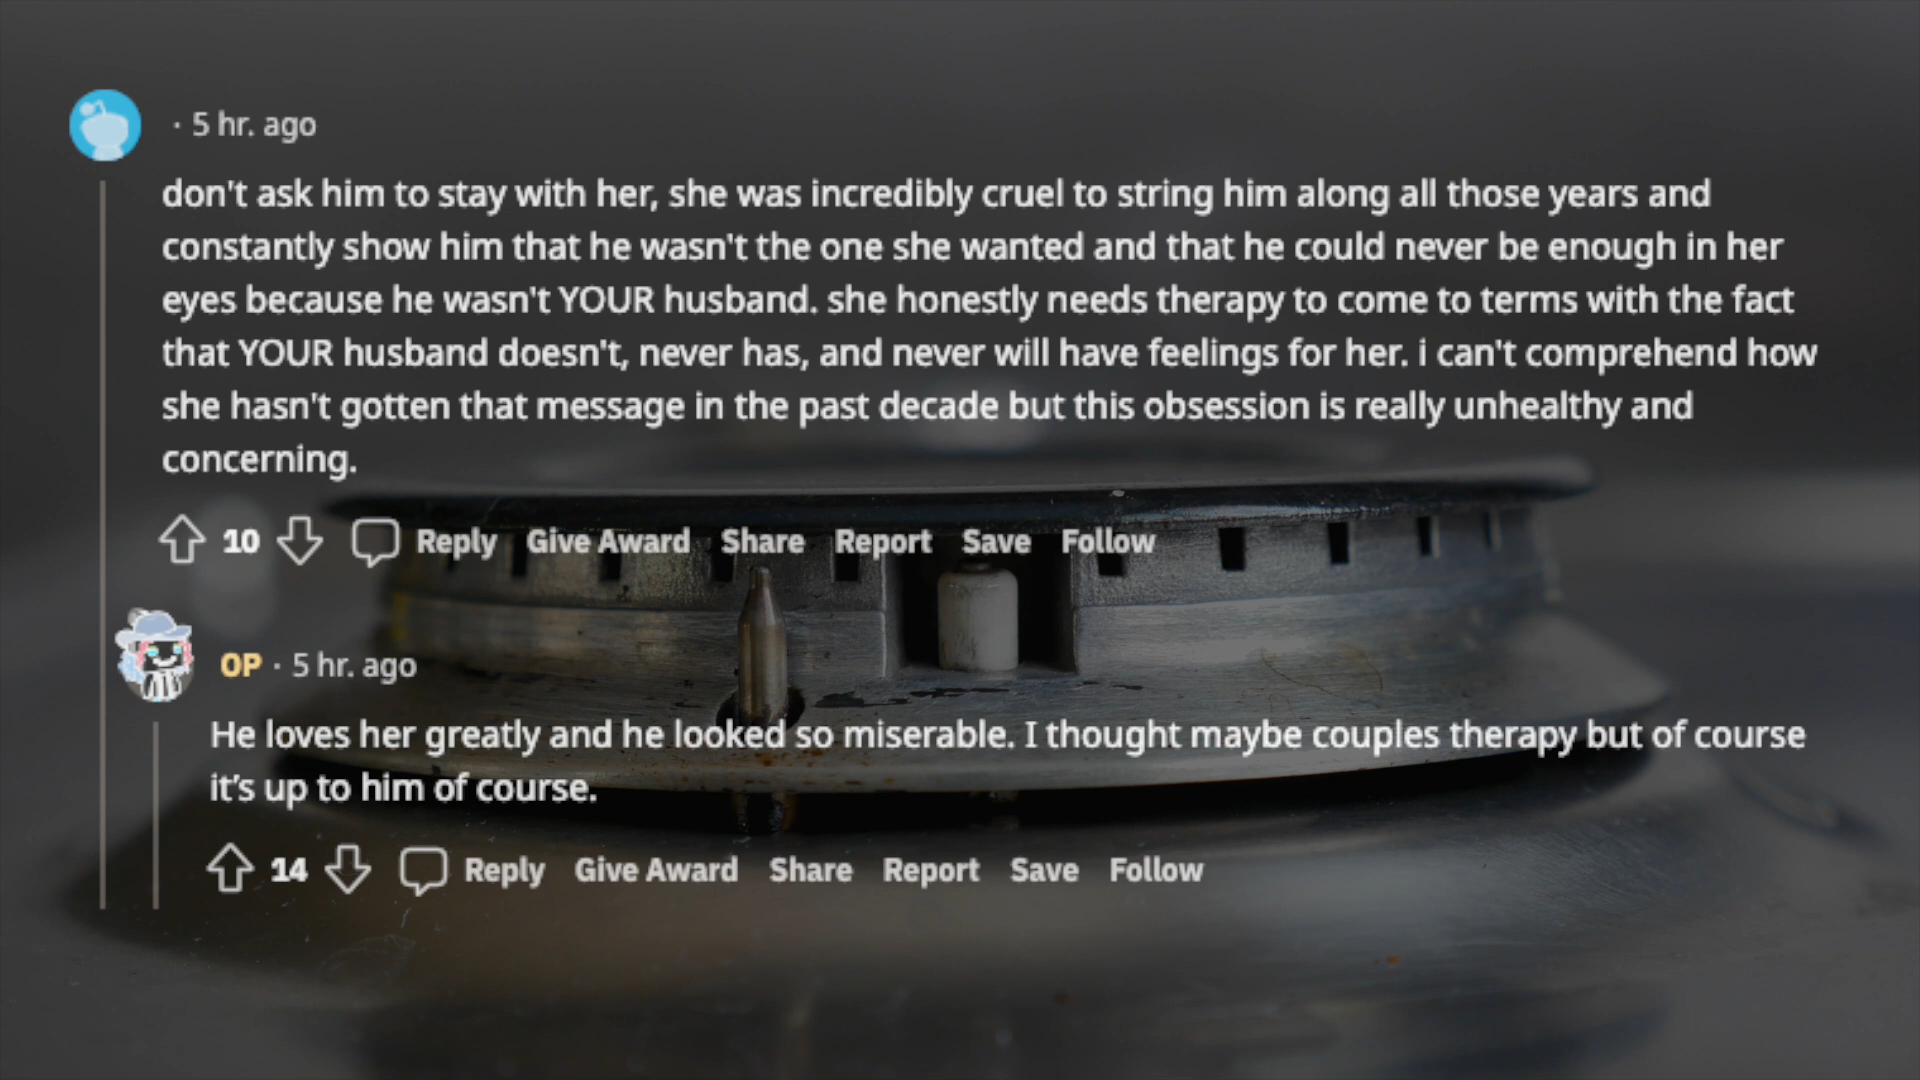 · 5 hr. ago
don't ask him to stay with her, she was incredibly cruel to string him along all those years and
constantly show him that he wasn't the one she wanted and that he could never be enough in her
eyes because he wasn't YOUR husband. she honestly needs therapy to come to terms with the fact
that YOUR husband doesn't, never has, and never will have feelings for her. i can't comprehend how
she hasn't gotten that message in the past decade but this obsession is really unhealthy and
concerning.
10 Reply Give Award Share Report Save Follow
OP · 5 hr. ago
He loves her greatly and he looked so miserable. I thought maybe couples therapy but of course
it’s up to him of course.
14 Reply Give Award Share Report Save Follow